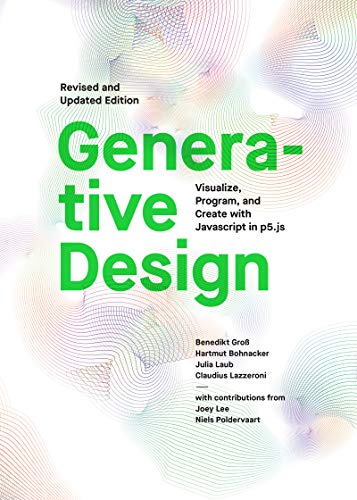 Revised and
Updated Edition
Genera-
tive
Design
Visualize,
Program, and
Create with
Javascript in p5.js
Benedikt Groß
Hartmut Bohnacker
Julia Laub
Claudius Lazzeroni
with contributions from
Joey Lee
Niels Poldervaart